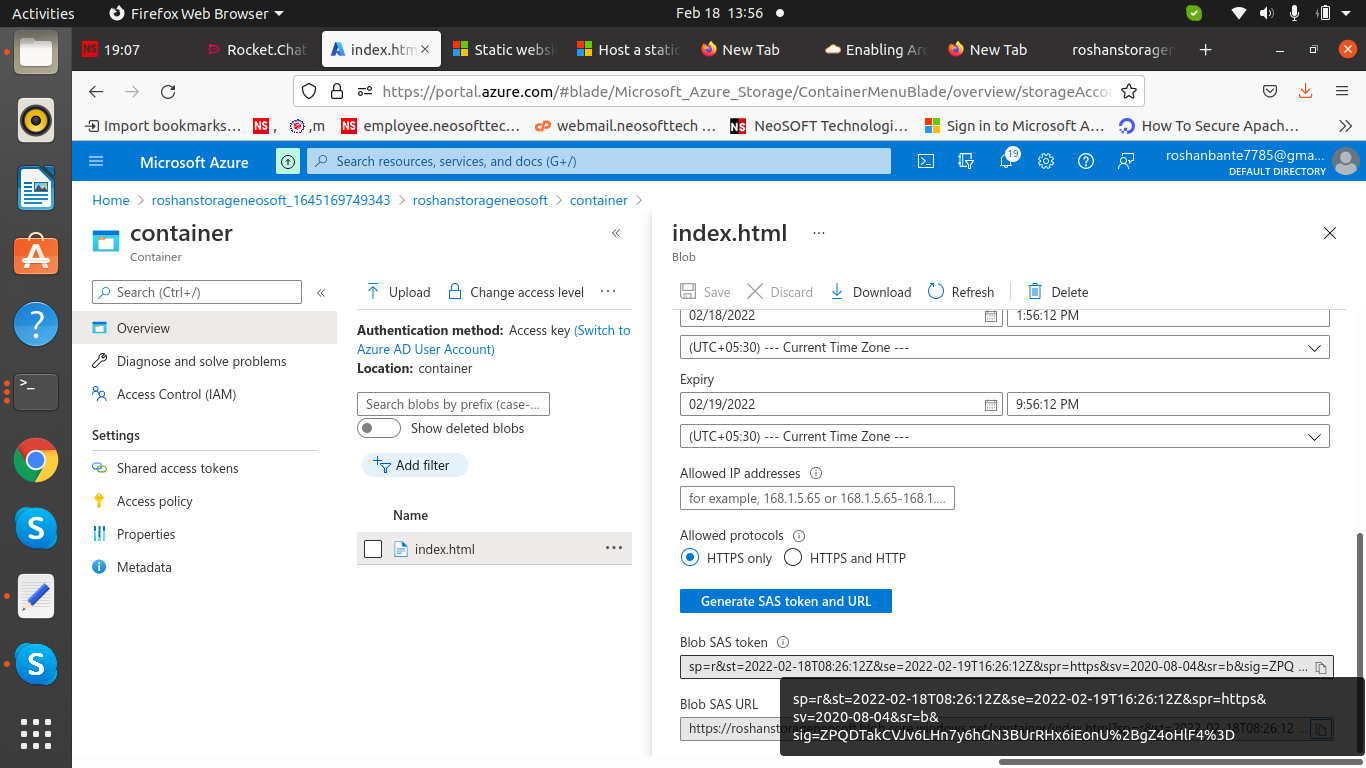 Activities
Firefox Web Browser
Feb 18 13:56
NS 19:07
Rocket.Chat
index.htm
Static websi
Host a static
New Tab
Enabling Ar
New Tab
roshanstorager
https://portal.azure.com/#blade/Microsoft_Azure_Storage/ContainerMenuBlade/overview/storageAccou
Import bookmarks...
NS ,
,m
NS employee.neosofttec...
cP webmail.neosofttech ...
NS NeoSOFT Technologi...
Sign in to Microsoft A...
How To Secure Apach...
Microsoft Azure
Search resources, services, and docs (G+/)
19
roshanbante7785@gma...
DEFAULT DIRECTORY
Home > roshanstorageneosoft_1645169749343 > roshanstorageneosoft > container >
container
Container
Search (Ctrl+/)
Overview
Diagnose and solve problems
Access Control (IAM)
Settings
Shared access tokens
Access policy
Properties
Metadata
Upload
Change access level
Authentication method: Access key (Switch to
Azure AD User Account)
Location: container
Search blobs by prefix (case-...
Show deleted blobs
Add filter
Name
index.html
index.html
Blob
Save
Discard
Download
Refresh
Delete
02/18/2022
1:56:12 PM
(UTC+05:30) --- Current Time Zone ---
Expiry
02/19/2022
9:56:12 PM
(UTC+05:30) --- Current Time Zone ---
Allowed IP addresses
for example, 168.1.5.65 or 168.1.5.65-168.1....
Allowed protocols
HTTPS only
HTTPS and HTTP
Generate SAS token and URL
Blob SAS token
sp=r&st=2022-02-18T08:26:12Z&se=2022-02-19T16:26:12Z&spr=https&sv=2020-08-04&sr=b&sig=ZPQ ...
Blob SAS URL
sp=r&st=2022-02-18T08:26:12Z&se=2022-02-19T16:26:12Z&spr=https&
sv=2020-08-04&sr=b&
sig=ZPQDTakCVJv6LHn7y6hGN3BUrRHx6iEonU%2BgZ4oHlF4%3D